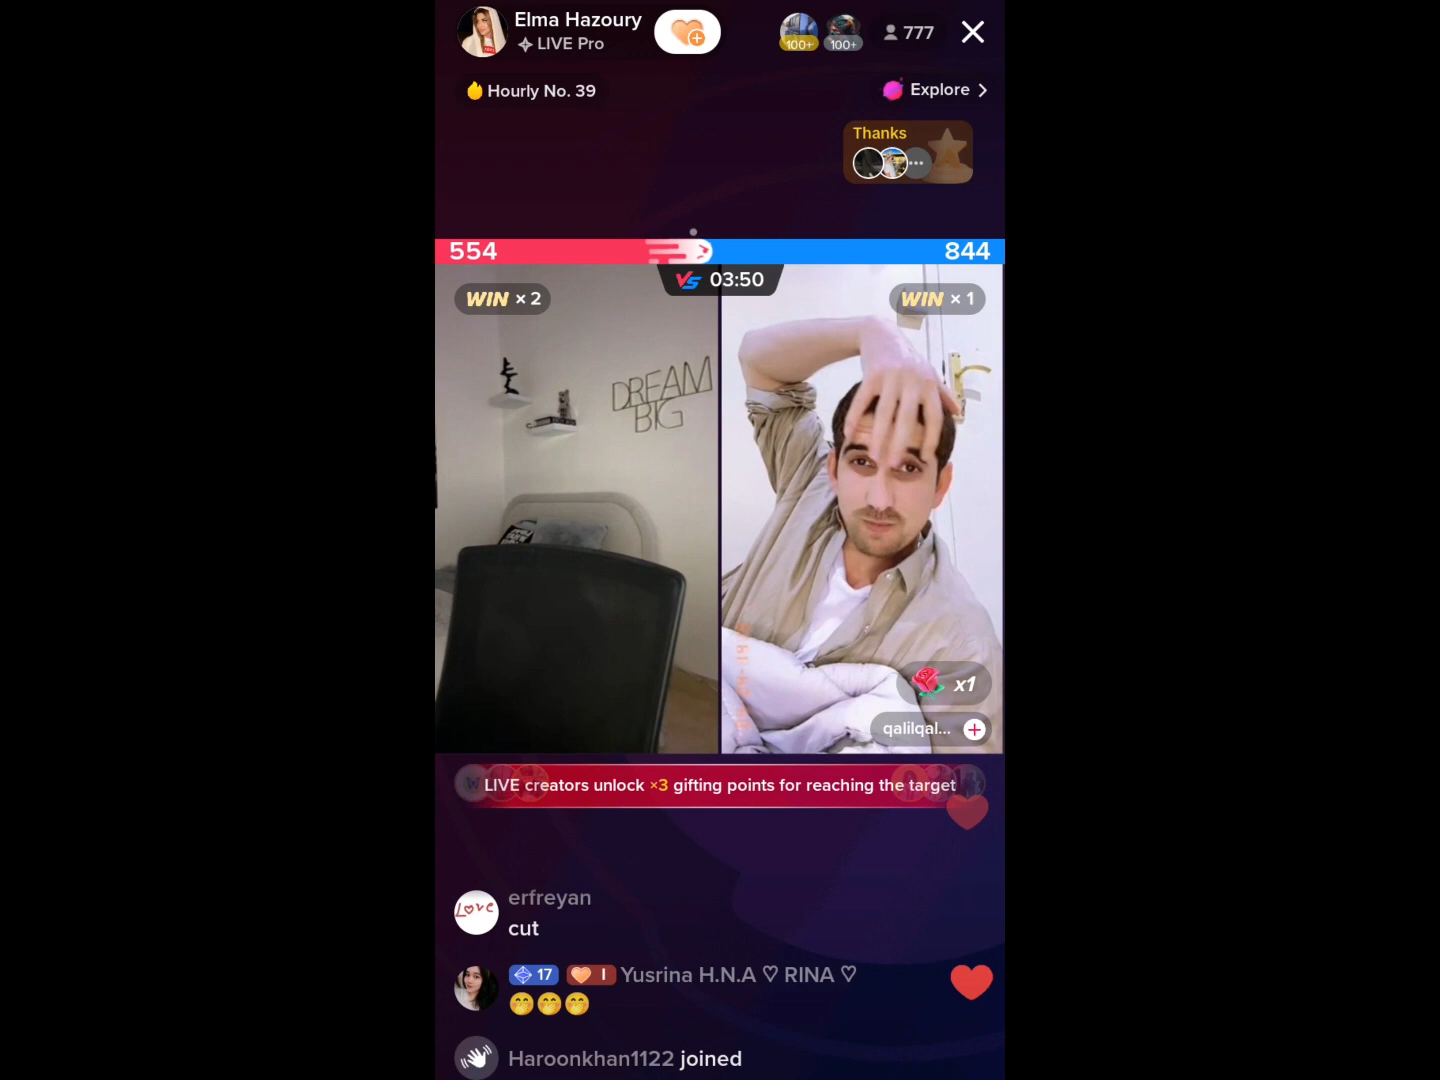 Elma Hazoury
LIVE Pro
100+
100+
777
Hourly No. 39
Explore
Thanks
554
844
VS 03:50
WIN × 2
WIN × 1
DREAM
BIG
x1
qalilqal...
LIVE creators unlock ×3 gifting points for reaching the target
erfreyan
Love
cut
17
I
Yusrina H.N.A ♡ RINA ♡
🤭🤭🤭
Haroonkhan1122 joined